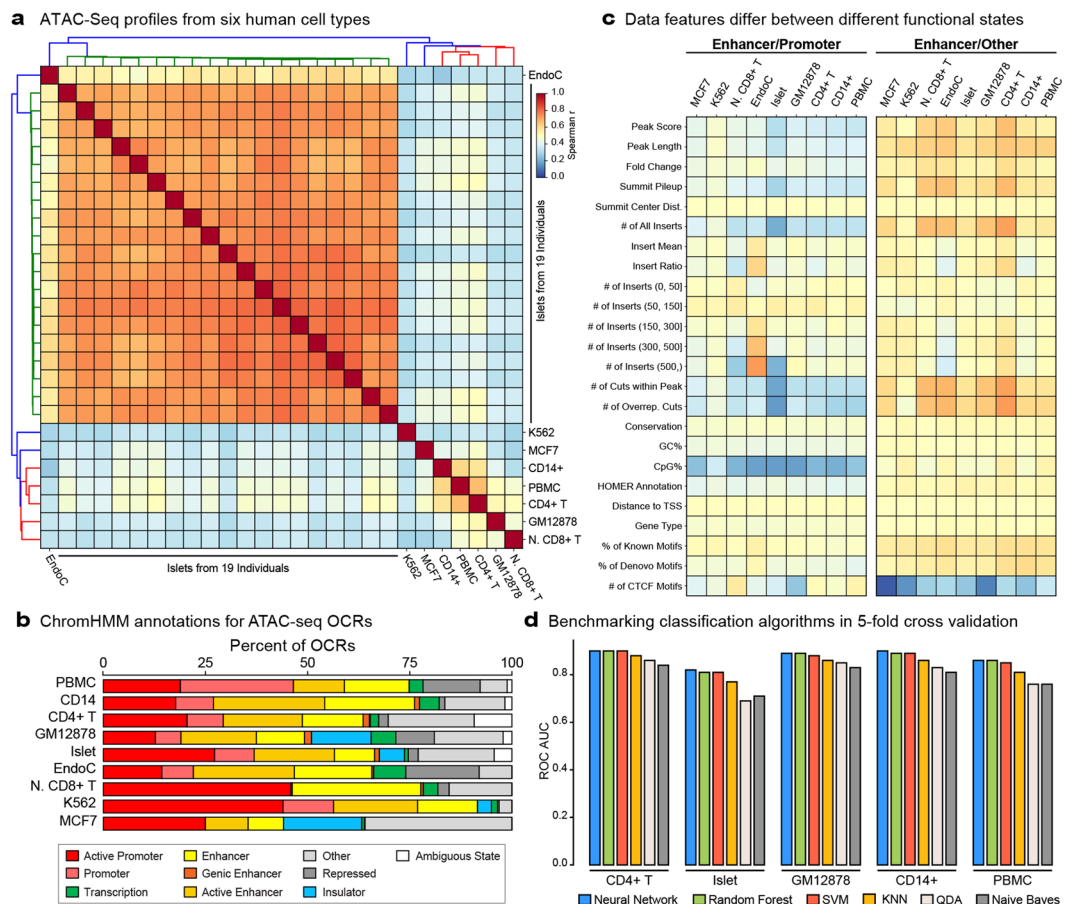 a ATAC-Seq profiles from six human cell types
EndoC
1.0
0.8
0.6
0.4
0.2
0.0
Spearman r
Islets from 19 Individuals
K562
MCF7
CD14+
PBMC
CD4+ T
GM12878
N. CD8+ T
EndoC
Islets from 19 Individuals
K562
MCF7
CD14+
PBMC
CD4+ T
GM12878
N. CD8+ T
b ChromHMM annotations for ATAC-seq OCRs
Percent of OCRs
0 25 50 75 100
PBMC
CD14
CD4+ T
GM12878
Islet
EndoC
N. CD8+ T
K562
MCF7
Active Promoter Enhancer Other Ambiguous State
Promoter Genic Enhancer Repressed
Transcription Active Enhancer Insulator
c Data features differ between different functional states
Enhancer/Promoter Enhancer/Other
MCF7 K562 N. CD8+ T EndoC Islet GM12878 CD4+ T CD14+ PBMC
MCF7 K562 N. CD8+ T EndoC Islet GM12878 CD4+ T CD14+ PBMC
Peak Score
Peak Length
Fold Change
Summit Pileup
Summit Center Dist.
# of All Inserts
Insert Mean
Insert Ratio
# of Inserts (0, 50]
# of Inserts (50, 150]
# of Inserts (150, 300]
# of Inserts (300, 500]
# of Inserts (500,)
# of Cuts within Peak
# of Overrep. Cuts
Conservation
GC%
CpG%
HOMER Annotation
Distance to TSS
Gene Type
% of Known Motifs
% of Denovo Motifs
# of CTCF Motifs
d Benchmarking classification algorithms in 5-fold cross validation
ROC AUC
0.8
0.6
0.4
0.2
0.0
CD4+ T Islet GM12878 CD14+ PBMC
Neural Network Random Forest SVM KNN QDA Naive Bayes